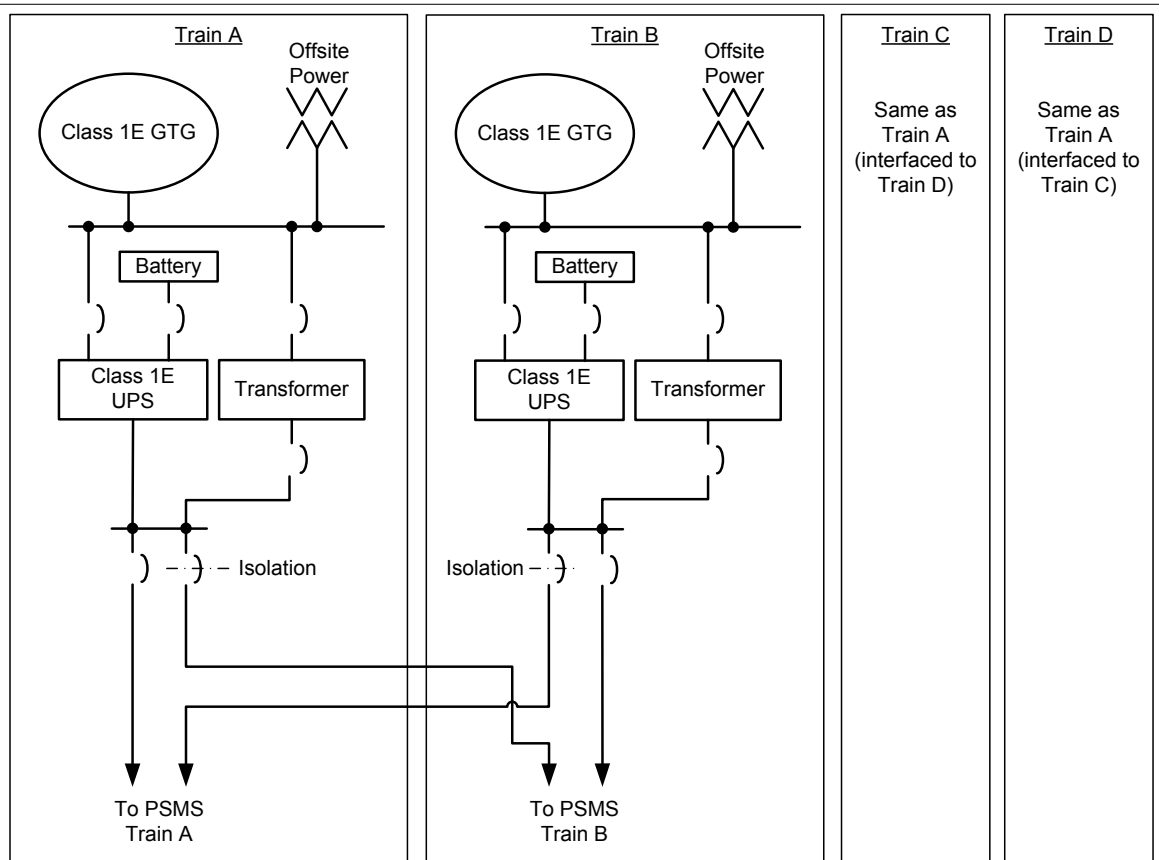 Train A
Offsite
Power
Class 1E GTG
Battery
Class 1E
UPS
Transformer
Isolation
To PSMS
Train A
Train B
Offsite
Power
Class 1E GTG
Battery
Class 1E
UPS
Transformer
Isolation
To PSMS
Train B
Train C
Same as
Train A
(interfaced to
Train D)
Train D
Same as
Train A
(interfaced to
Train C)